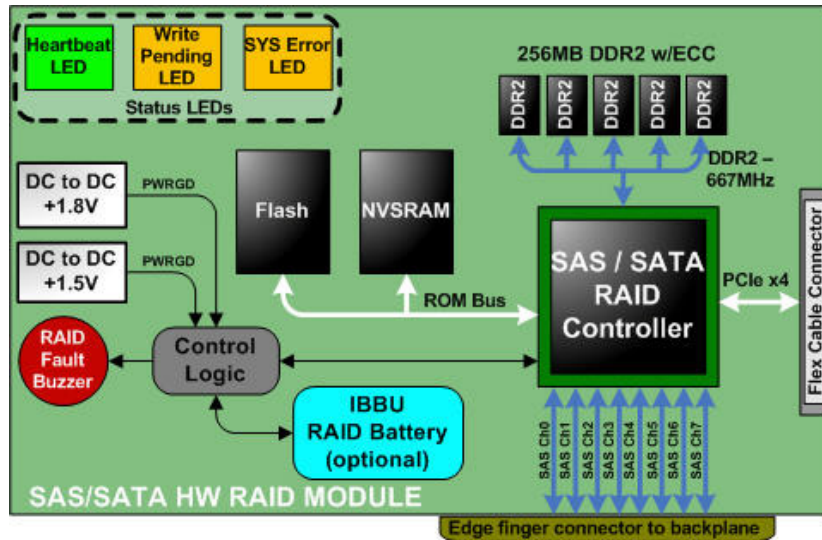 Heartbeat
LED
Write
Pending
LED
SYS Error
LED
Status LEDs
256MB DDR2 w/ECC
DDR2
DDR2
DDR2
DDR2
DDR2
DDR2 –
667MHz
DC to DC
+1.8V
PWRGD
DC to DC
+1.5V
PWRGD
Flash
NVSRAM
ROM Bus
SAS / SATA
RAID
Controller
PCIe x4
Flex Cable Connector
RAID
Fault
Buzzer
Control
Logic
IBBU
RAID Battery
(optional)
SAS Ch0
SAS Ch1
SAS Ch2
SAS Ch3
SAS Ch4
SAS Ch5
SAS Ch6
SAS Ch7
SAS/SATA HW RAID MODULE
Edge finger connector to backplane